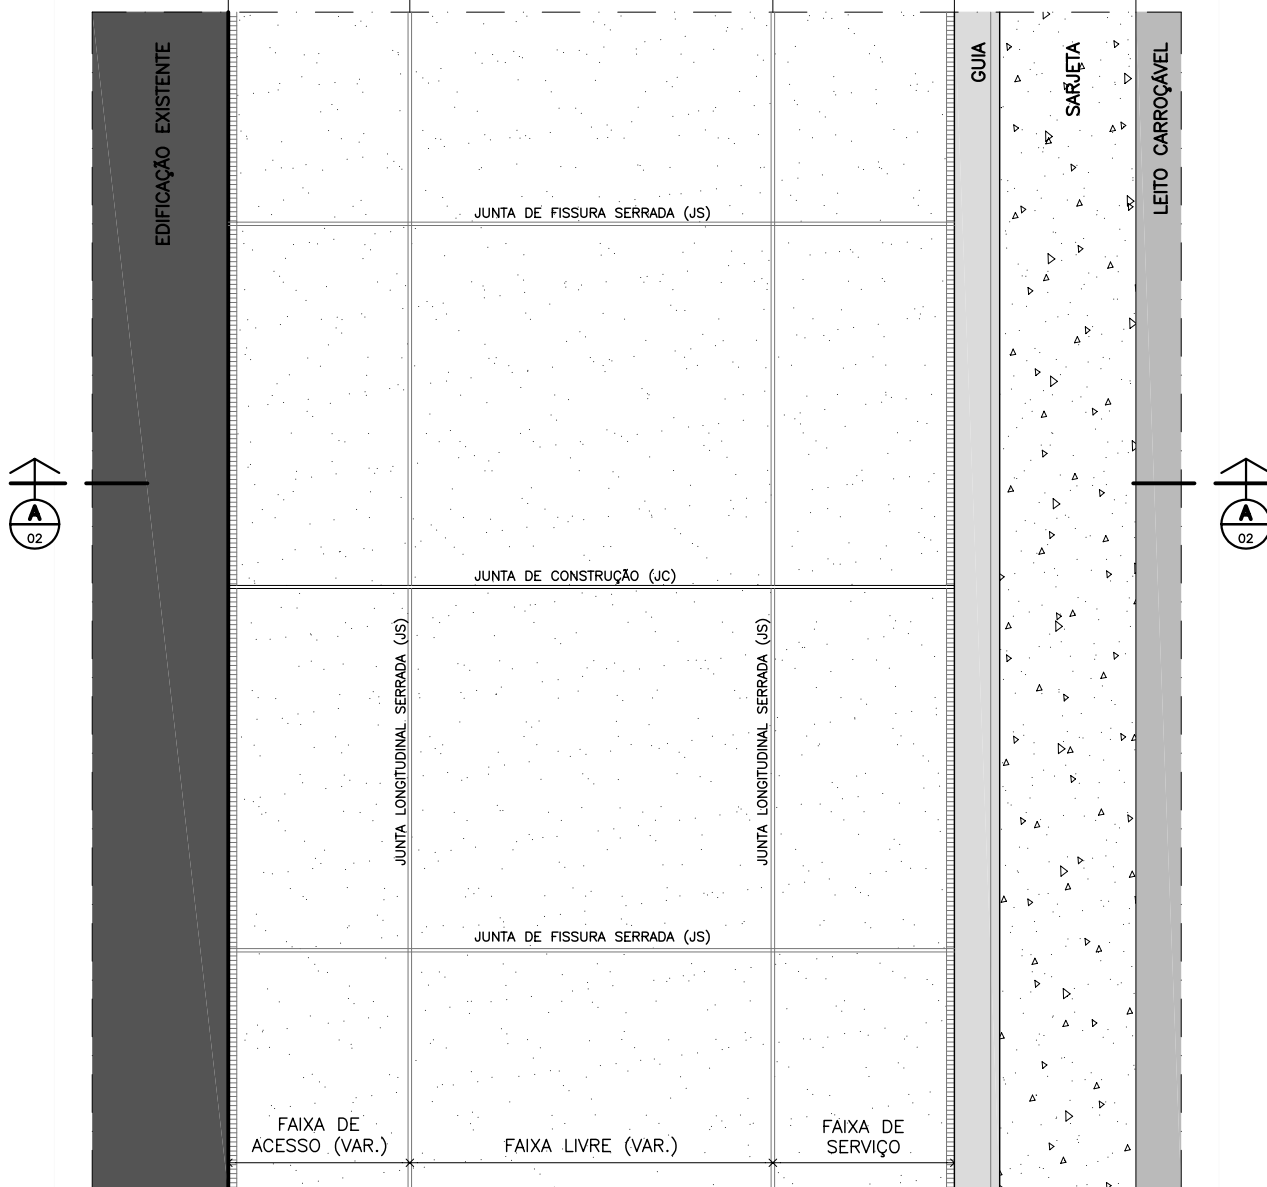 EDIFICAÇÃO EXISTENTE
GUIA
SARJETA
LEITO CARROÇÁVEL
JUNTA DE FISSURA SERRADA (JS)
A
02
A
02
JUNTA DE CONSTRUÇÃO (JC)
JUNTA LONGITUDINAL SERRADA (JS)
JUNTA LONGITUDINAL SERRADA (JS)
JUNTA DE FISSURA SERRADA (JS)
FAIXA DE
ACESSO (VAR.)
FAIXA LIVRE (VAR.)
FAIXA DE
SERVIÇO